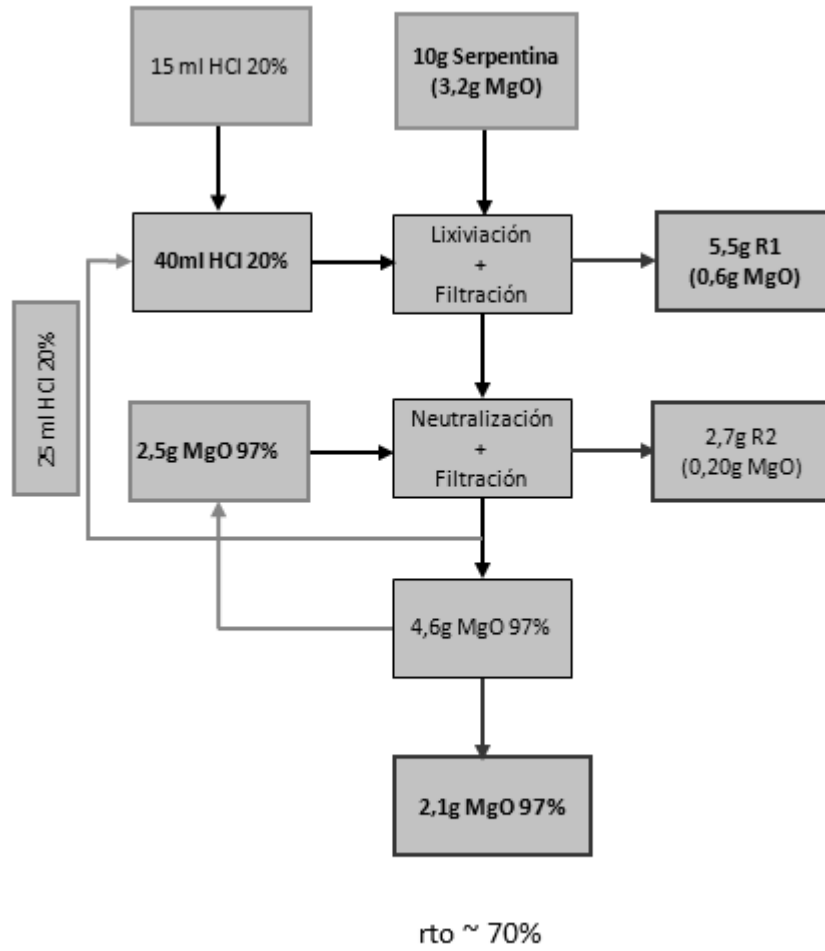 15 ml HCl 20%
10g Serpentina
(3,2g MgO)
40ml HCl 20%
Lixiviación
+
Filtración
5,5g R1
(0,6g MgO)
25 ml HCl 20%
2,5g MgO 97%
Neutralización
+
Filtración
2,7g R2
(0,20g MgO)
4,6g MgO 97%
2,1g MgO 97%
rto ~ 70%